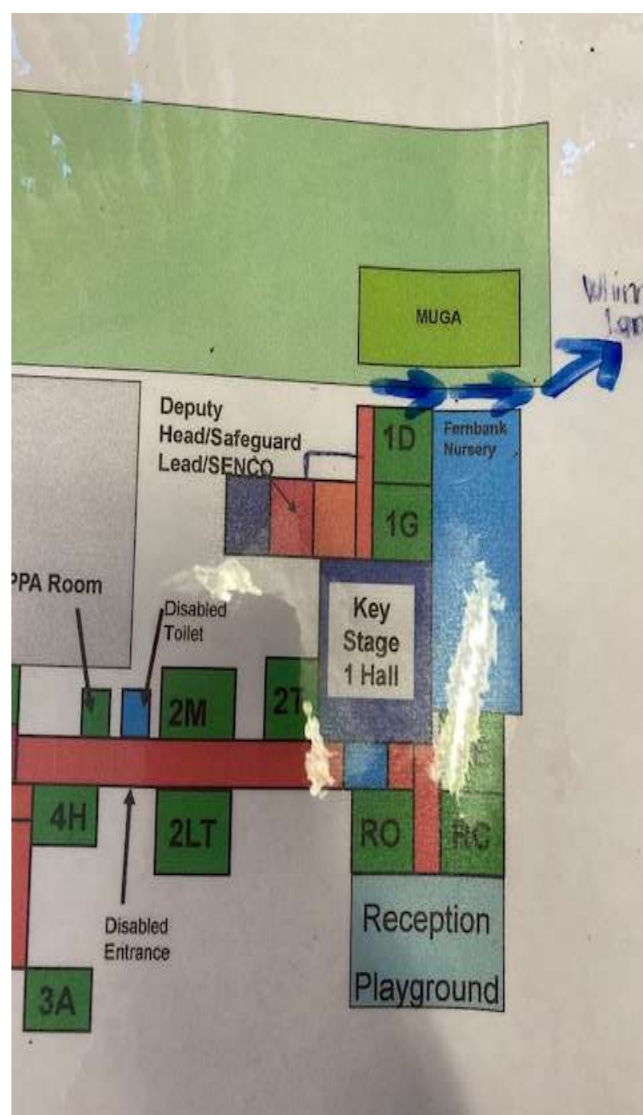 MUGA
Deputy
Head/Safeguard
Lead/SENCO
1D
Fernbank
Nursery
1G
PPA Room
Disabled
Toilet
Key
Stage
1 Hall
2M
2T
4H
2LT
RO
RC
Disabled
Entrance
Reception
Playground
3A